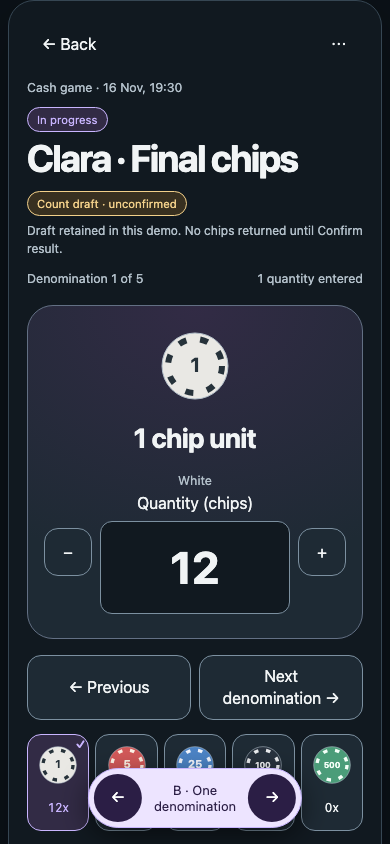 ← Back
...
Cash game · 16 Nov, 19:30
In progress
Clara · Final chips
Count draft · unconfirmed
Draft retained in this demo. No chips returned until Confirm
result.
Denomination 1 of 5
1 quantity entered
1
1 chip unit
White
Quantity (chips)
−
12
+
← Previous
Next
denomination →
1
5
25
100
500
12x
0x
← B · One
denomination →